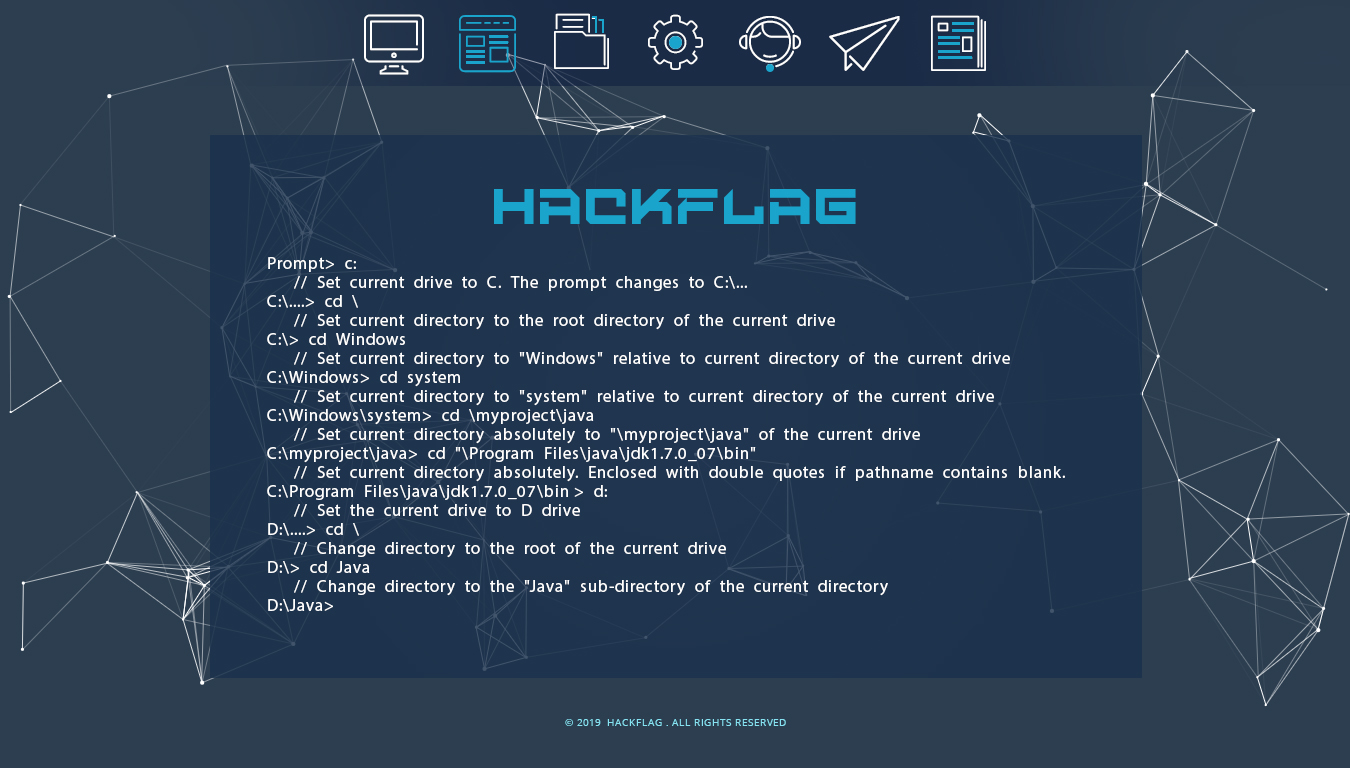 HACKFLAG
Prompt> c:
// Set current drive to C. The prompt changes to C:\...
C:\....> cd \
// Set current directory to the root directory of the current drive
C:\> cd Windows
// Set current directory to "Windows" relative to current directory of the current drive
C:\Windows> cd system
// Set current directory to "system" relative to current directory of the current drive
C:\Windows\system> cd \myproject\java
// Set current directory absolutely to "\myproject\java" of the current drive
C:\myproject\java> cd "\Program Files\java\jdk1.7.0_07\bin"
// Set current directory absolutely. Enclosed with double quotes if pathname contains blank.
C:\Program Files\java\jdk1.7.0_07\bin > d:
// Set the current drive to D drive
D:\....> cd \
// Change directory to the root of the current drive
D:\> cd Java
// Change directory to the "Java" sub-directory of the current directory
D:\Java>
© 2019 HACKFLAG . ALL RIGHTS RESERVED